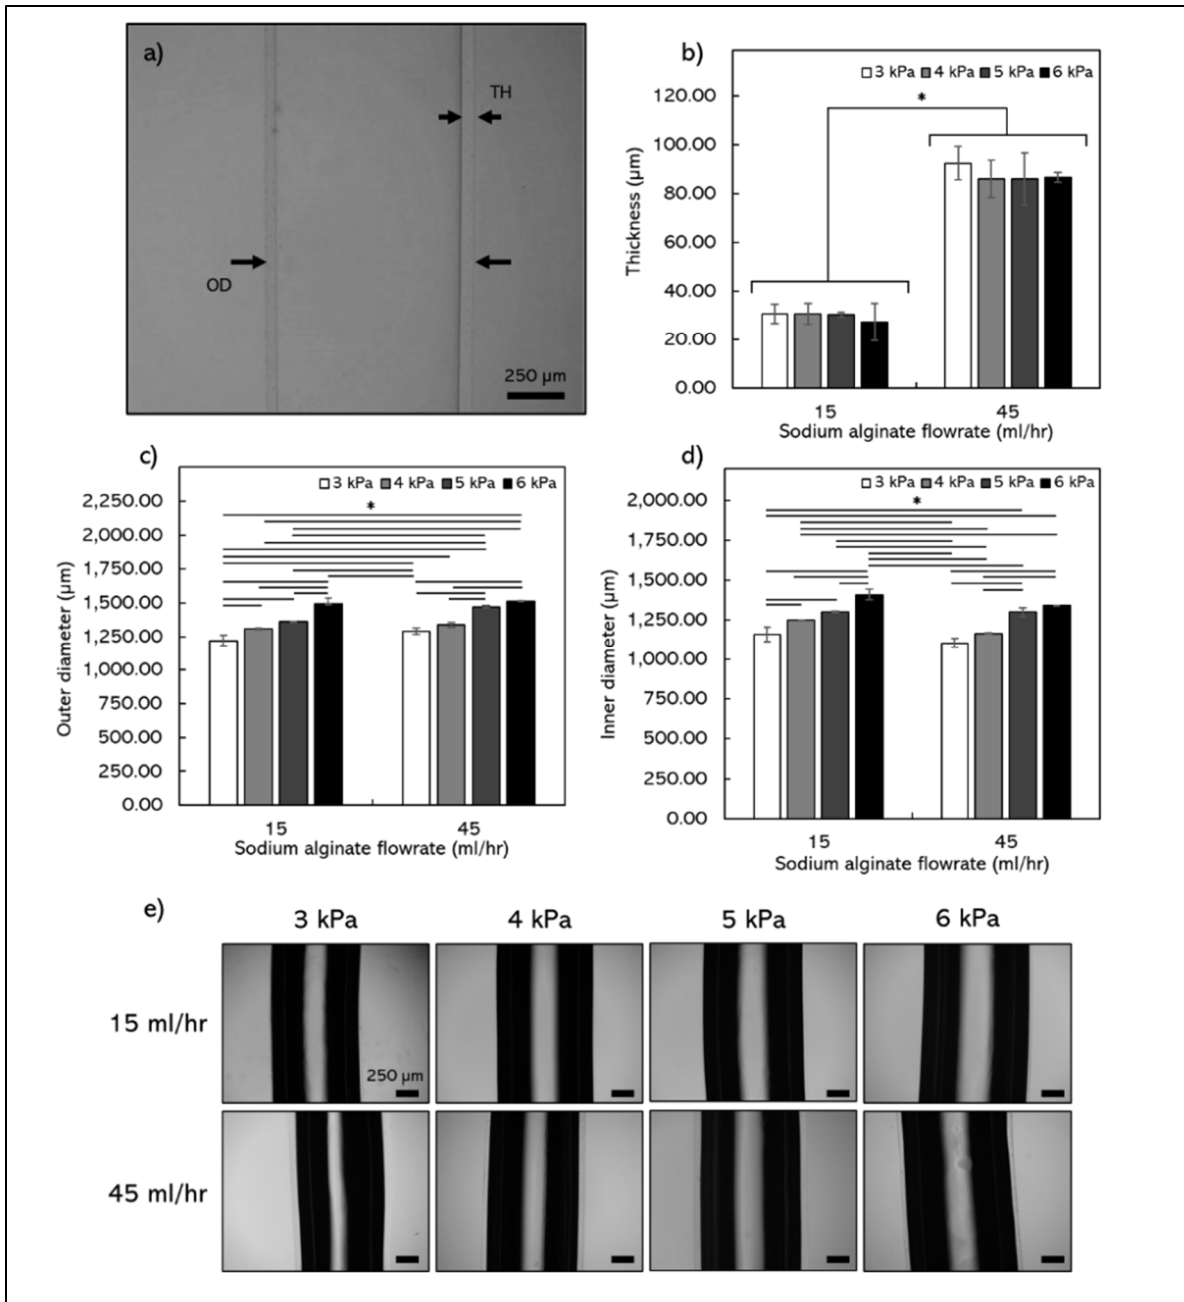 a)
TH
OD
250 µm
b)
3 kPa 4 kPa 5 kPa 6 kPa
*
120.00
100.00
80.00
60.00
40.00
20.00
0.00
Thickness (µm)
15 45
Sodium alginate flowrate (ml/hr)
c)
3 kPa 4 kPa 5 kPa 6 kPa
*
2,250.00
2,000.00
1,750.00
1,500.00
1,250.00
1,000.00
750.00
500.00
250.00
0.00
Outer diameter (µm)
15 45
Sodium alginate flowrate (ml/hr)
d)
3 kPa 4 kPa 5 kPa 6 kPa
*
2,000.00
1,750.00
1,500.00
1,250.00
1,000.00
750.00
500.00
250.00
0.00
Inner diameter (µm)
15 45
Sodium alginate flowrate (ml/hr)
e)
3 kPa 4 kPa 5 kPa 6 kPa
15 ml/hr
250 µm
45 ml/hr